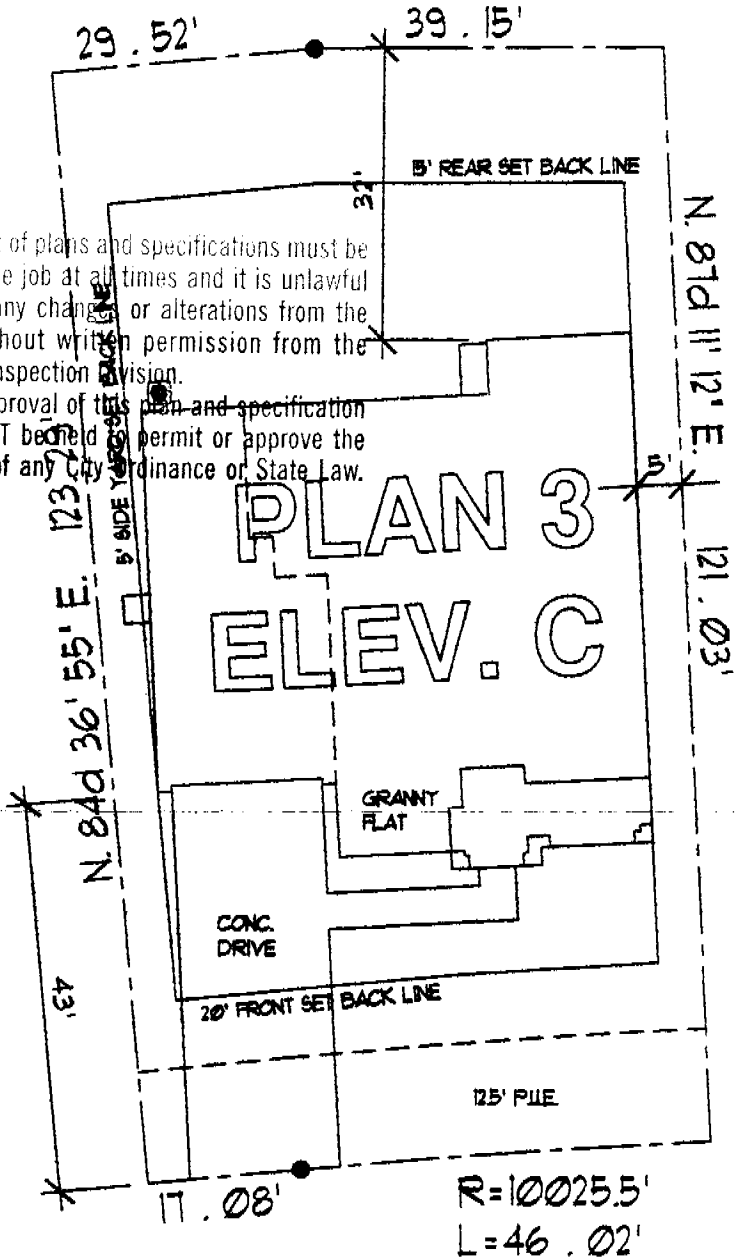 29.52'
39.15'
5' REAR SET BACK LINE
32'
of plans and specifications must be
e job at all times and it is unlawful
any changes or alterations from the
hout written permission from the
nspection Division.
proval of this plan and specification
T be held to permit or approve the
of any City Ordinance or State Law.
5' SIDE YARD SET BACK LINE
N. 84d 36' 55" E. 123.29'
N. 87d 11' 12" E. 121.03'
5'
PLAN 3
ELEV. C
GRANNY
FLAT
CONC.
DRIVE
43'
20' FRONT SET BACK LINE
12.5' PUE
17.08'
R=10025.5'
L=46.02'